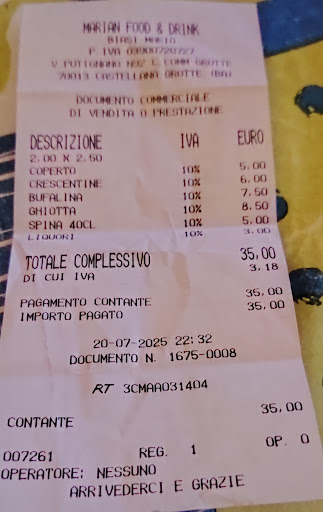 MARIAN FOOD & DRINK
BIASI MARIA
P IVA 03900720727
V. PUTIGNANO N62 C. COMM GROTTE
70013 CASTELLANA GROTTE (BA)
DOCUMENTO COMMERCIALE
DI VENDITA O PRESTAZIONE
DESCRIZIONE IVA EURO
2.00 X 2.50
COPERTO 10% 5.00
CRESCENTINE 10% 6.00
BUFALINA 10% 7.50
GHIOTTA 10% 8.50
SPINA 40CL 10% 5.00
LIQUORI 10% 3.00
TOTALE COMPLESSIVO 35,00
DI CUI IVA 3.18
PAGAMENTO CONTANTE 35.00
IMPORTO PAGATO 35.00
20-07-2025 22:32
DOCUMENTO N. 1675-0008
RT 3CMAA031404
CONTANTE 35,00
007261 REG. 1 OP. 0
OPERATORE: NESSUNO
ARRIVEDERCI E GRAZIE